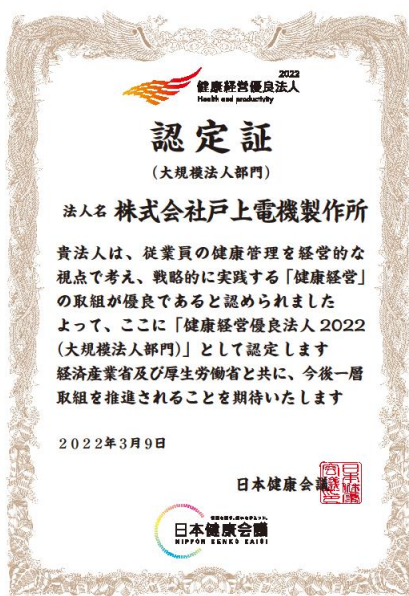 2022
健康経営優良法人
Health and productivity
認定証
(大規模法人部門)
法人名 株式会社戸上電機製作所
貴法人は、従業員の健康管理を経営的な
視点で考え、戦略的に実践する「健康経営」
の取組が優良であると認められました
よって、ここに「健康経営優良法人 2022
(大規模法人部門)」として認定します
経済産業省及び厚生労働省と共に、今後一層
取組を推進されることを期待いたします
2022年3月9日
日本健康会議
日本健康会議
NIPPON KENKO KAIGI